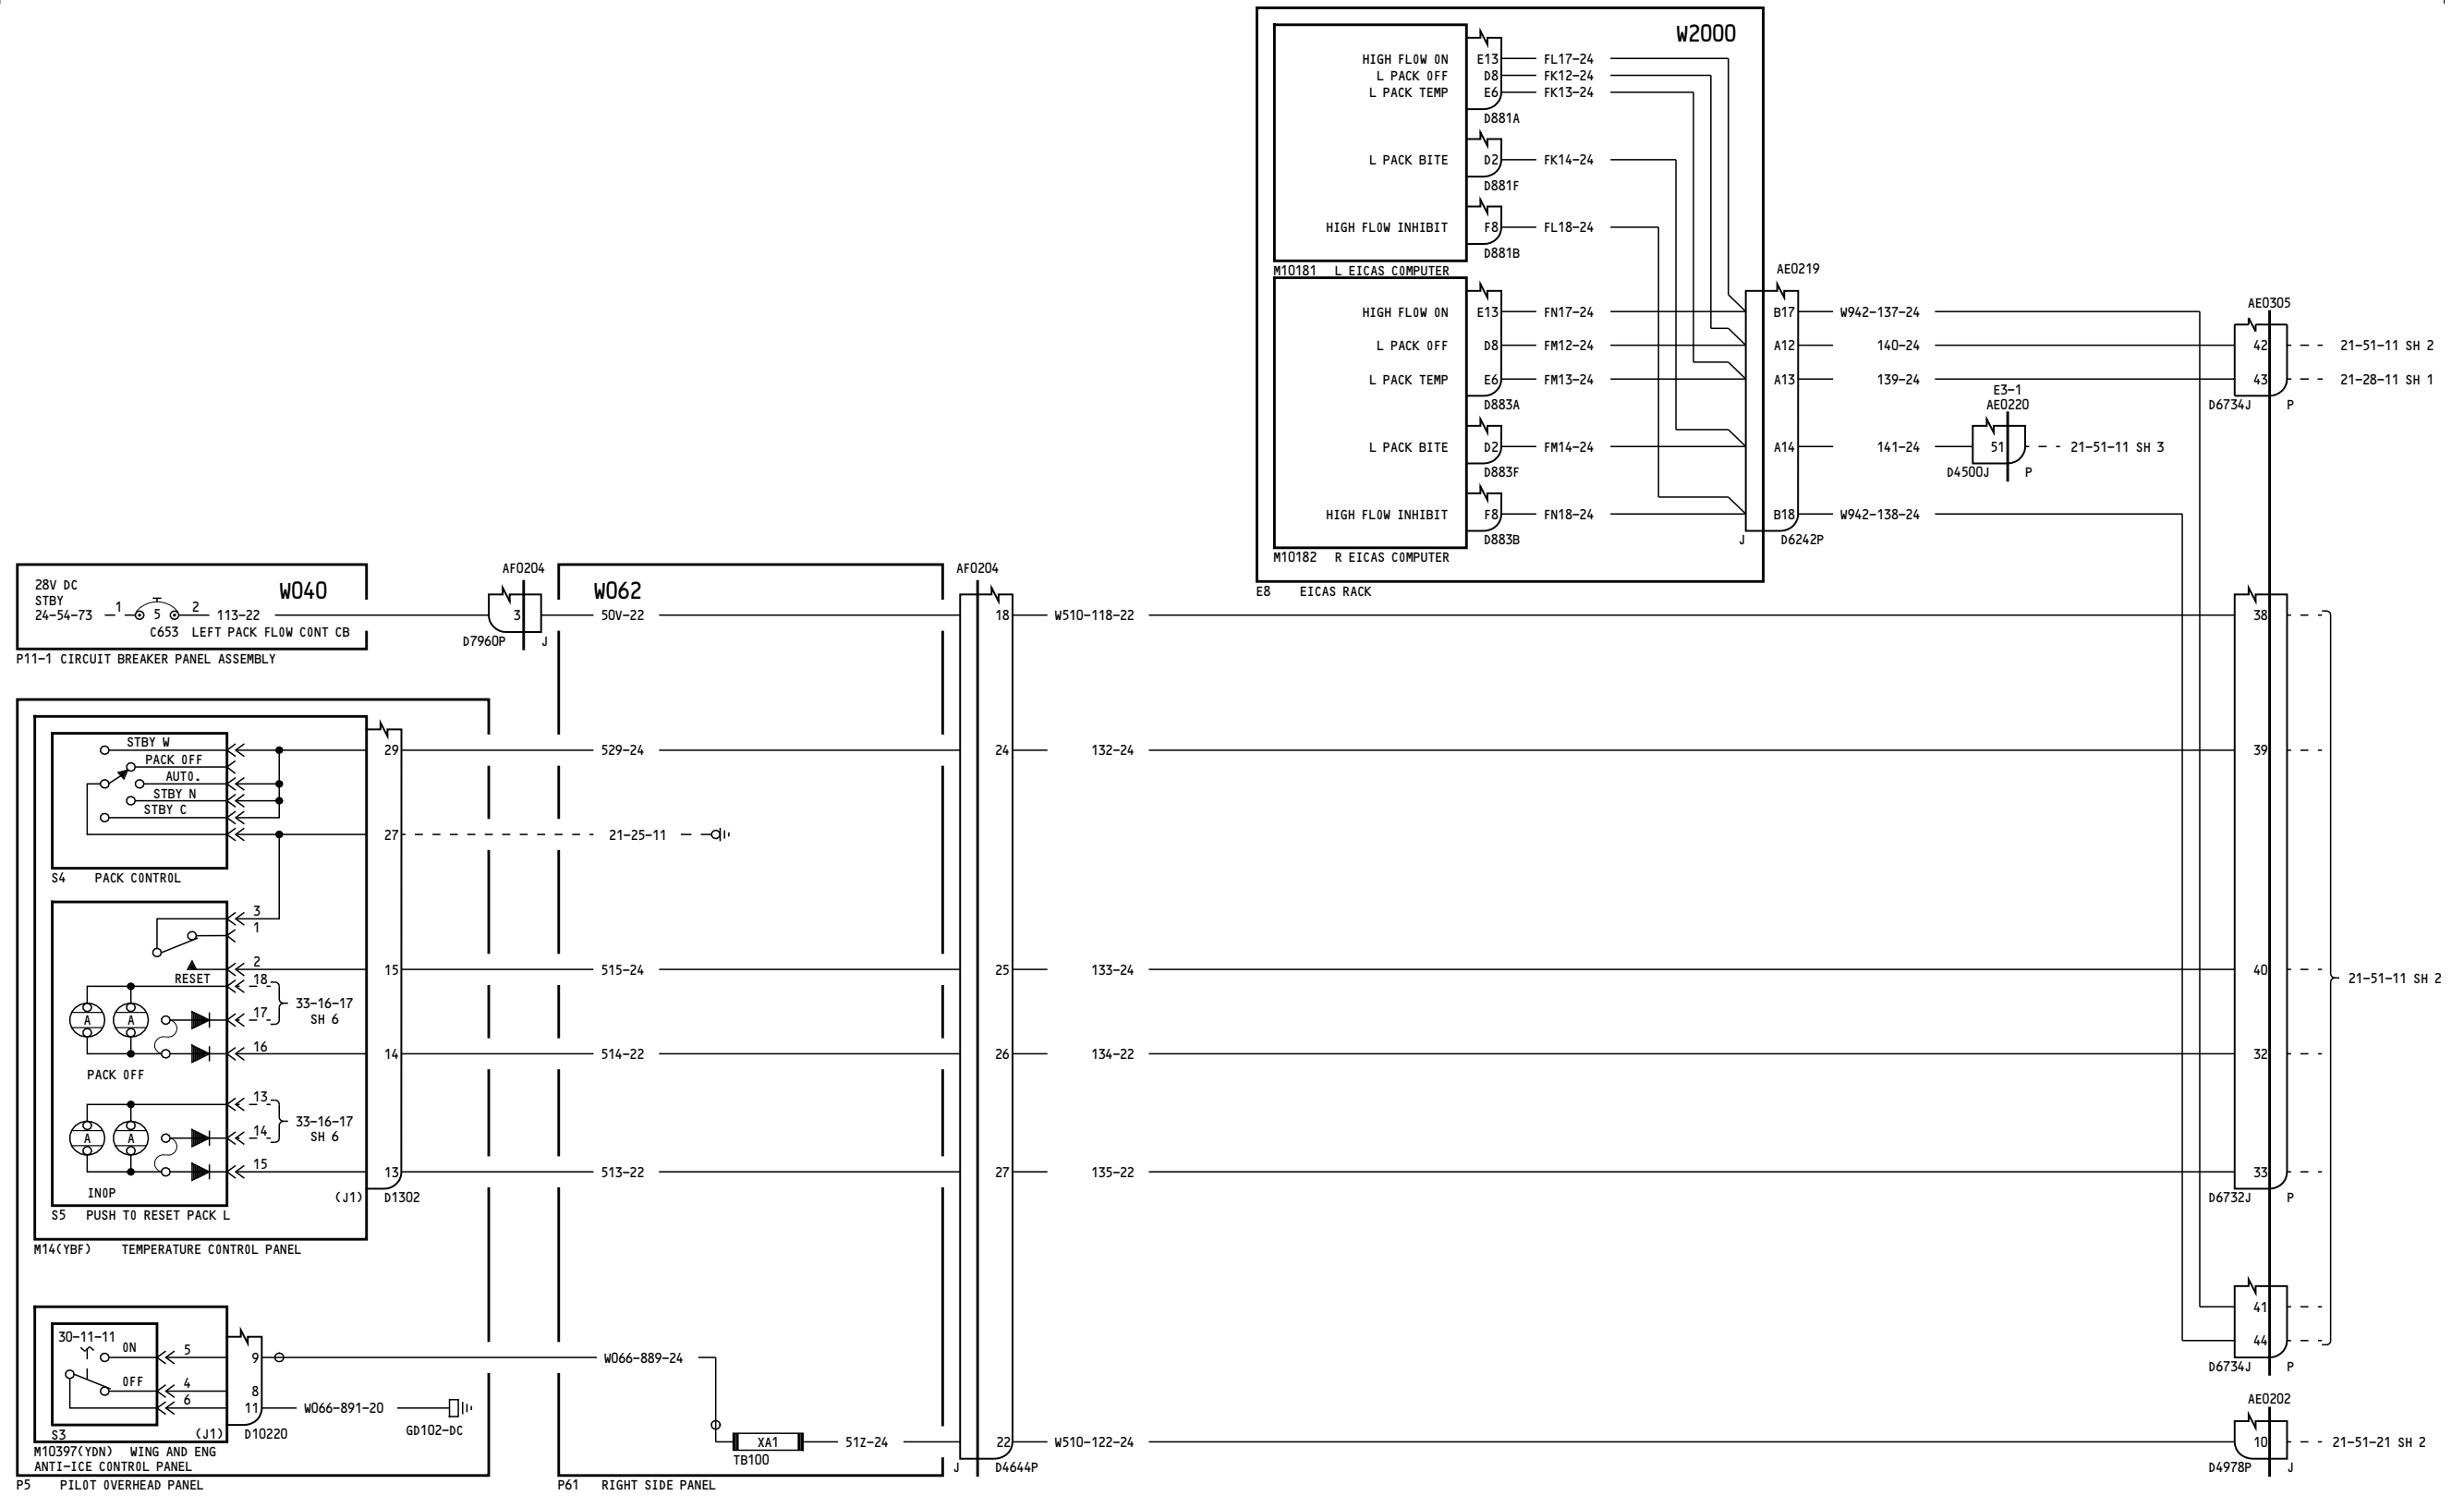 W2000
HIGH FLOW ON E13 FL17-24
L PACK OFF D8 FK12-24
L PACK TEMP E6 FK13-24
D881A
L PACK BITE D2 FK14-24
D881F
HIGH FLOW INHIBIT F8 FL18-24
D881B
M10181 L EICAS COMPUTER
AE0219
HIGH FLOW ON E13 FN17-24 B17 W942-137-24
AE0305
L PACK OFF D8 FM12-24 A12 140-24 42 21-51-11 SH 2
L PACK TEMP E6 FM13-24 A13 139-24 43 21-28-11 SH 1
D883A
D6734J P
E3-1
AE0220
L PACK BITE D2 FM14-24 A14 141-24 51 21-51-11 SH 3
D883F
D4500J P
HIGH FLOW INHIBIT F8 FN18-24 B18 W942-138-24
D883B
J D6242P
M10182 R EICAS COMPUTER
E8 EICAS RACK
28V DC
STBY
24-54-73 1 5 2 113-22
W040
C653 LEFT PACK FLOW CONT CB
P11-1 CIRCUIT BREAKER PANEL ASSEMBLY
AF0204
3
D7960P J
W062
50V-22
AF0204
18 W510-118-22 38
STBY W 29 529-24 24 132-24 39
PACK OFF
AUTO.
STBY N
STBY C
27 21-25-11
S4 PACK CONTROL
3
1
2 15 515-24 25 133-24 40
RESET
18
33-16-17
SH 6
A A 17
16 14 514-22 26 134-22 32
PACK OFF
13
33-16-17
SH 6
A A 14
15 13 513-22 27 135-22 33
INOP
(J1) D1302
D6732J P
21-51-11 SH 2
S5 PUSH TO RESET PACK L
M14(YBF) TEMPERATURE CONTROL PANEL
41
44
D6734J P
30-11-11
ON 5 9 W066-889-24
OFF 4 8
6 11 W066-891-20
GD102-DC
S3 (J1) D10220
M10397(YDN) WING AND ENG
ANTI-ICE CONTROL PANEL
P5 PILOT OVERHEAD PANEL
XA1 51Z-24 22 W510-122-24
TB100
J D4644P
P61 RIGHT SIDE PANEL
AE0202
10 21-51-21 SH 2
D4978P J